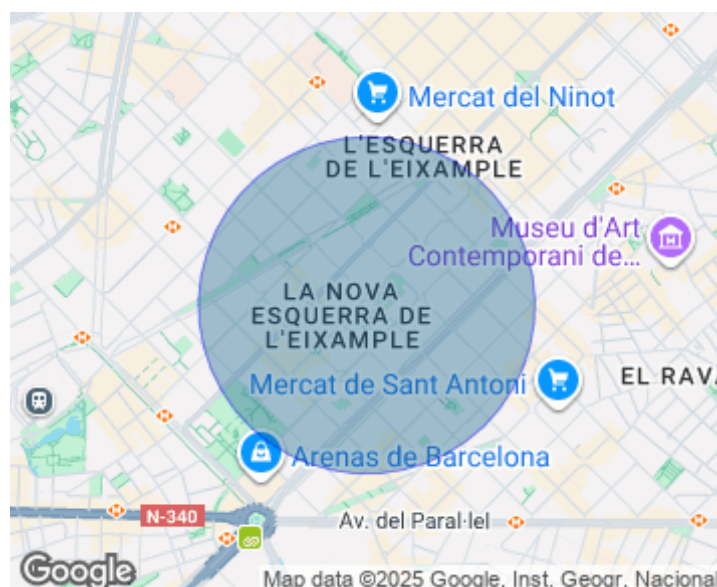 Mercat del Ninot
L'ESQUERRA
DE L'EIXAMPLE
Museu d'Art
Contemporani de...
LA NOVA
ESQUERRA DE
L'EIXAMPLE
Mercat de Sant Antoni
EL RAVA
Arenas de Barcelona
N-340
Av. del Paral·lel
Google
Map data ©2025 Google, Inst. Geogr. Nacional